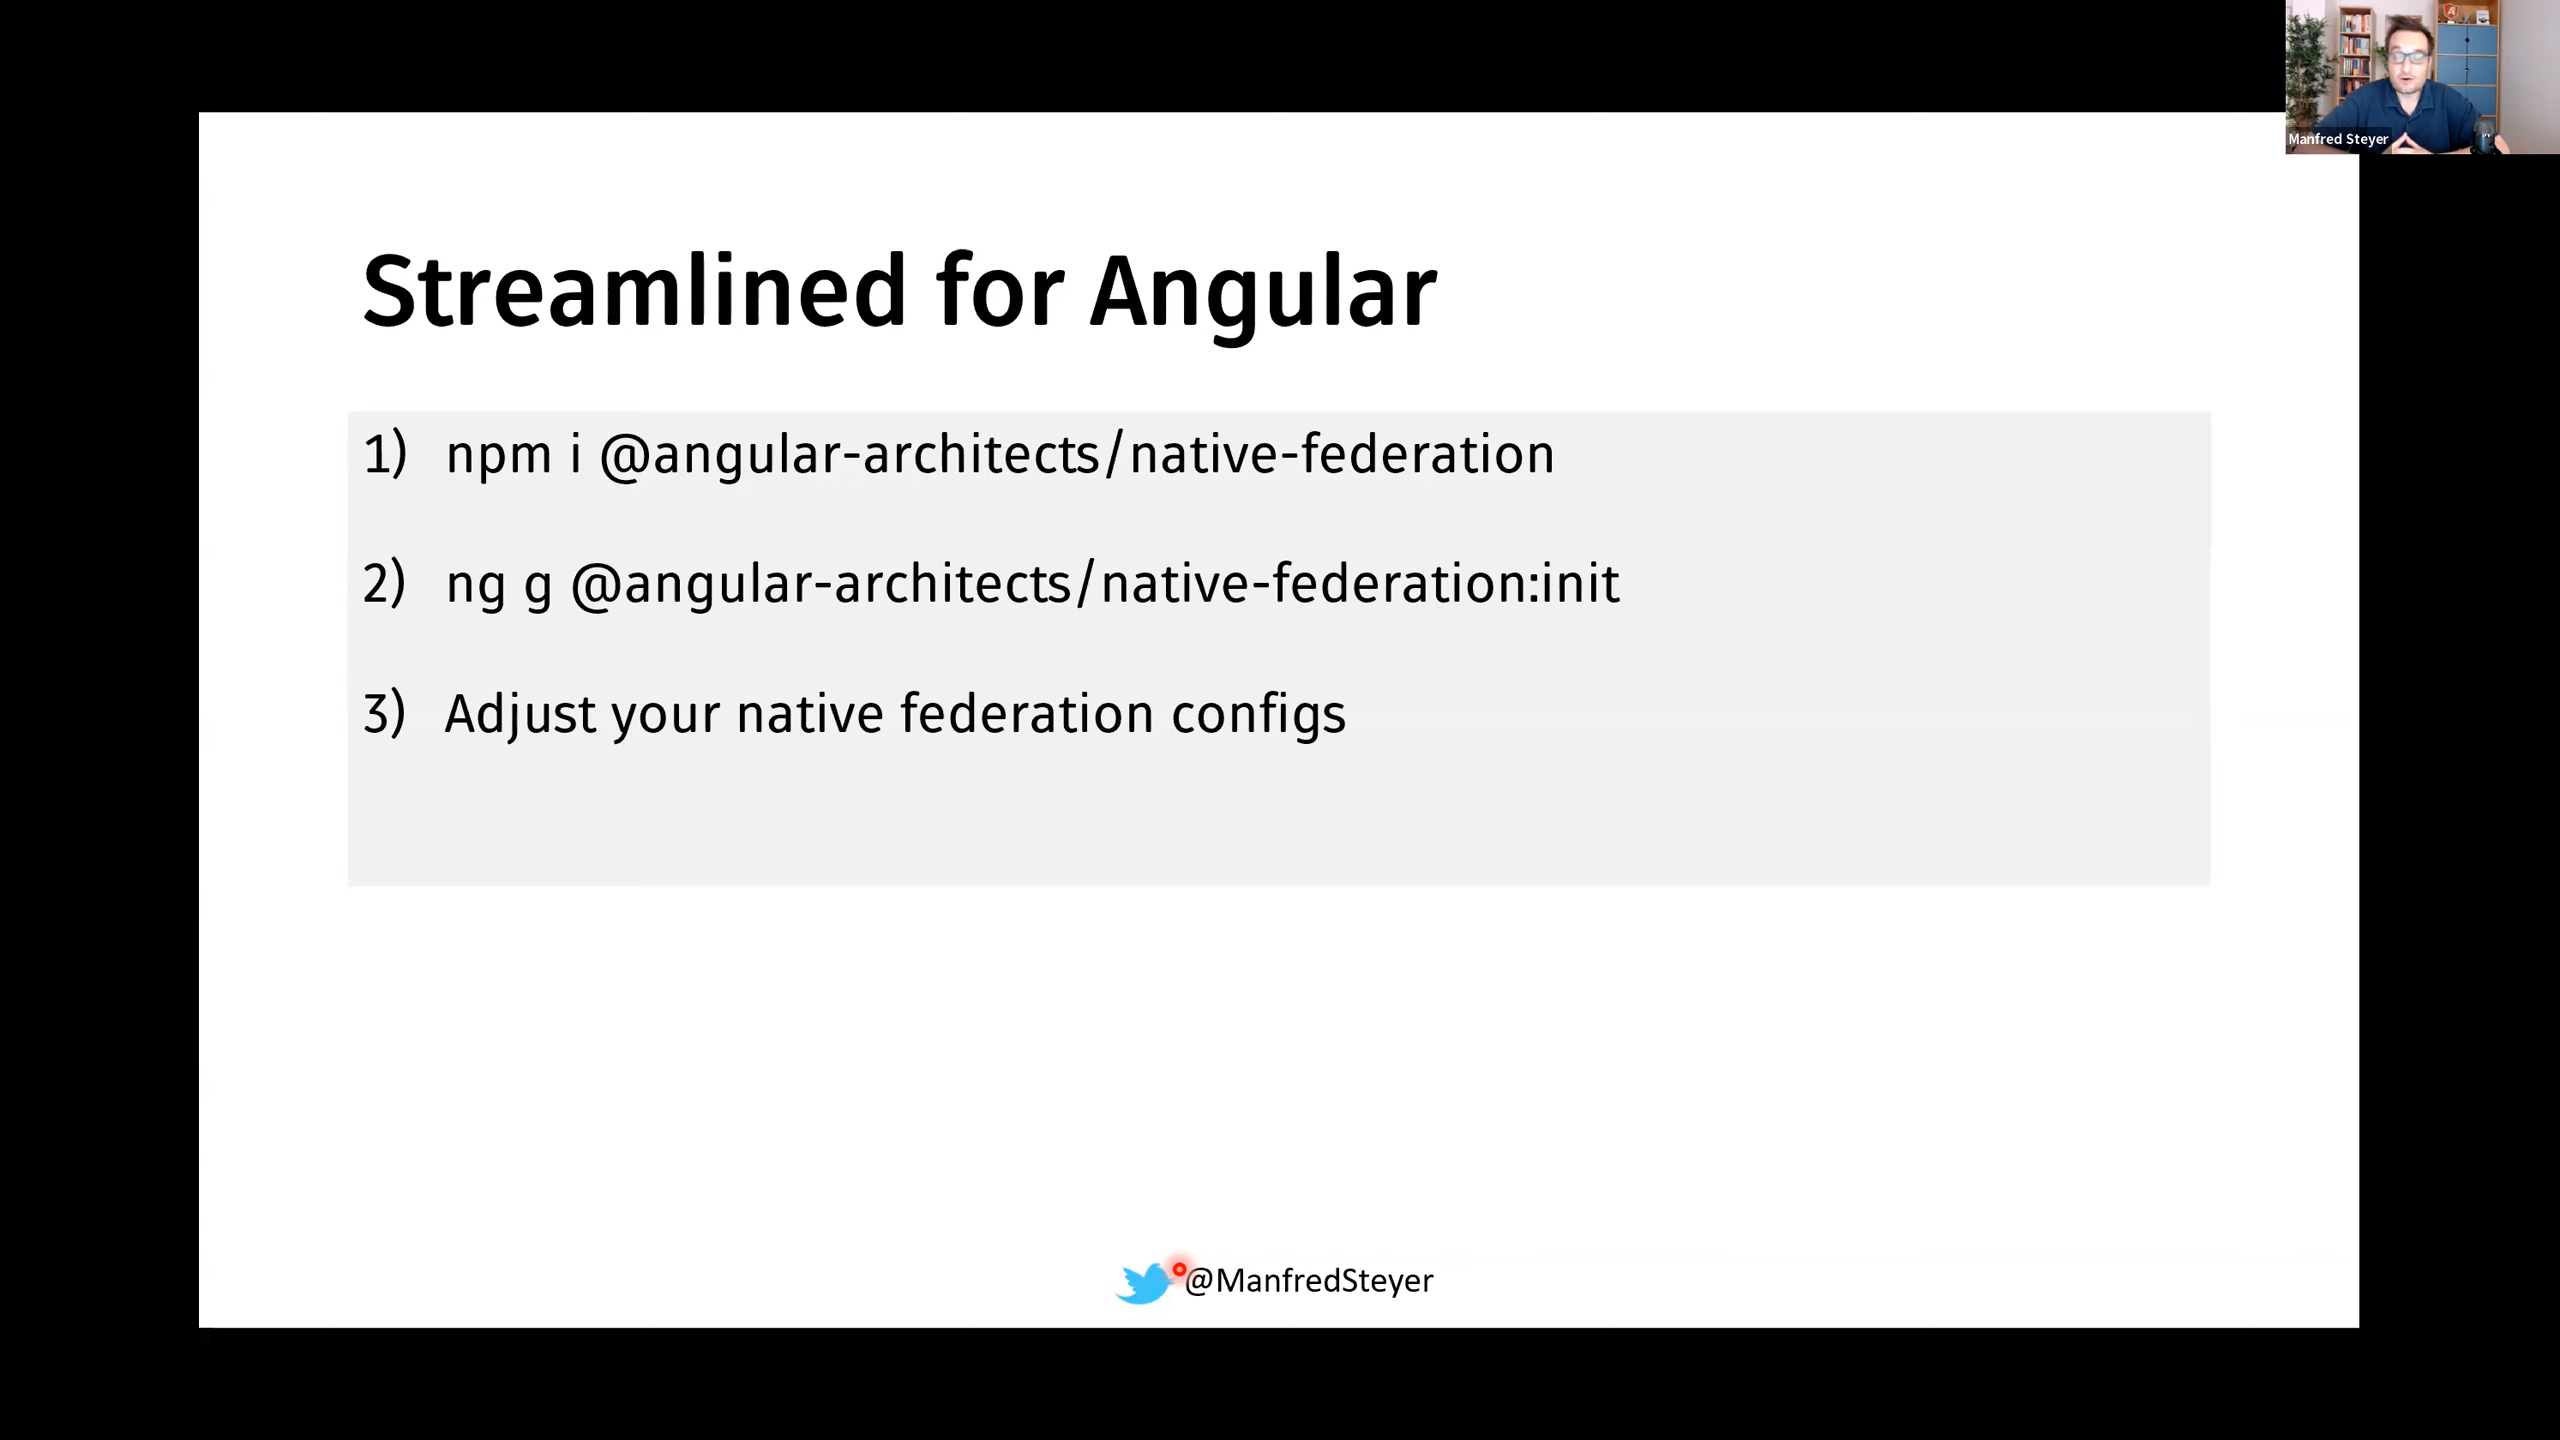 Manfred Steyer
Streamlined for Angular
1) npm i @angular-architects/native-federation
2) ng g @angular-architects/native-federation:init
3) Adjust your native federation configs
@ManfredSteyer